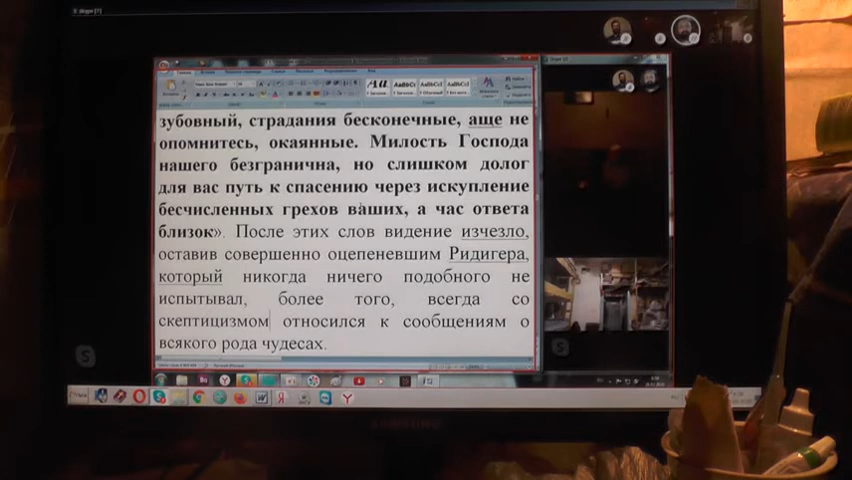 зубовный, страдания бесконечные, аще не
опомнитесь, окаянные. Милость Господа
нашего безгранична, но слишком долог
для вас путь к спасению через искупление
бесчисленных грехов ваших, а час ответа
близок». После этих слов видение изчезло,
оставив совершенно оцепеневшим Ридигера,
который никогда ничего подобного не
испытывал, более того, всегда со
скептицизмом относился к сообщениям о
всякого рода чудесах.
SAMSUNG